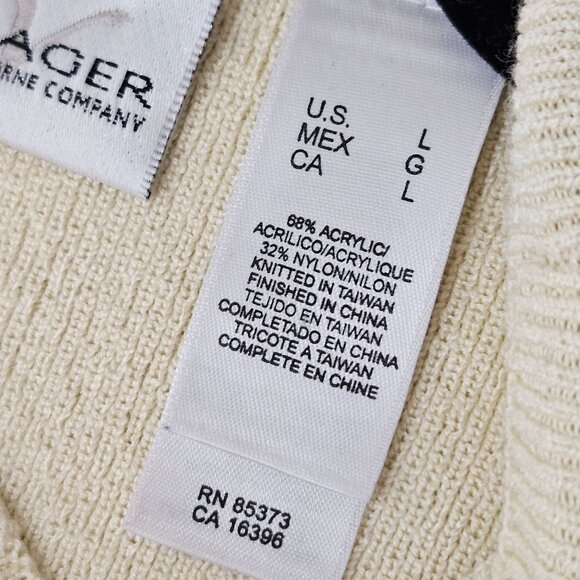 AGER
RNE COMPANY
U.S. L
MEX G
CA L
68% ACRYLIC/
ACRILICO/ACRYLIQUE
32% NYLON/NILON
KNITTED IN TAIWAN
FINISHED IN CHINA
TEJIDO EN TAIWAN
COMPLETADO EN CHINA
TRICOTE A TAIWAN
COMPLETE EN CHINE
RN 85373
CA 16396